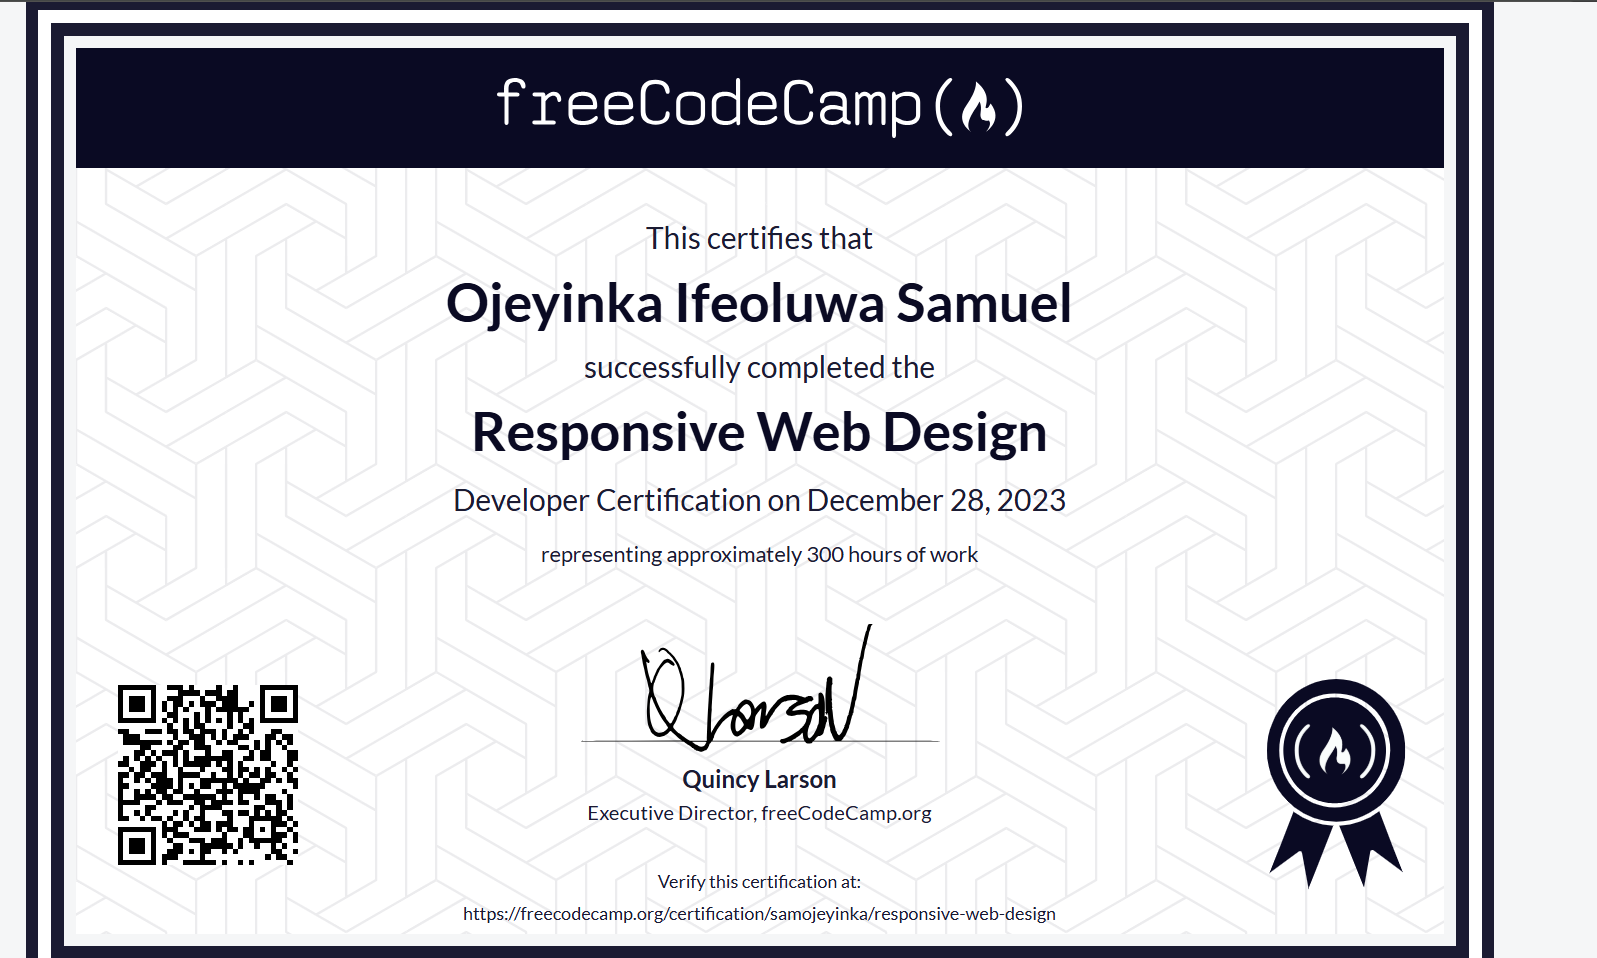 freeCodeCamp
This certifies that
Ojeyinka Ifeoluwa Samuel
successfully completed the
Responsive Web Design
Developer Certification on December 28, 2023
representing approximately 300 hours of work
Q Larson
Quincy Larson
Executive Director, freeCodeCamp.org
Verify this certification at:
https://freecodecamp.org/certification/samojeyinka/responsive-web-design